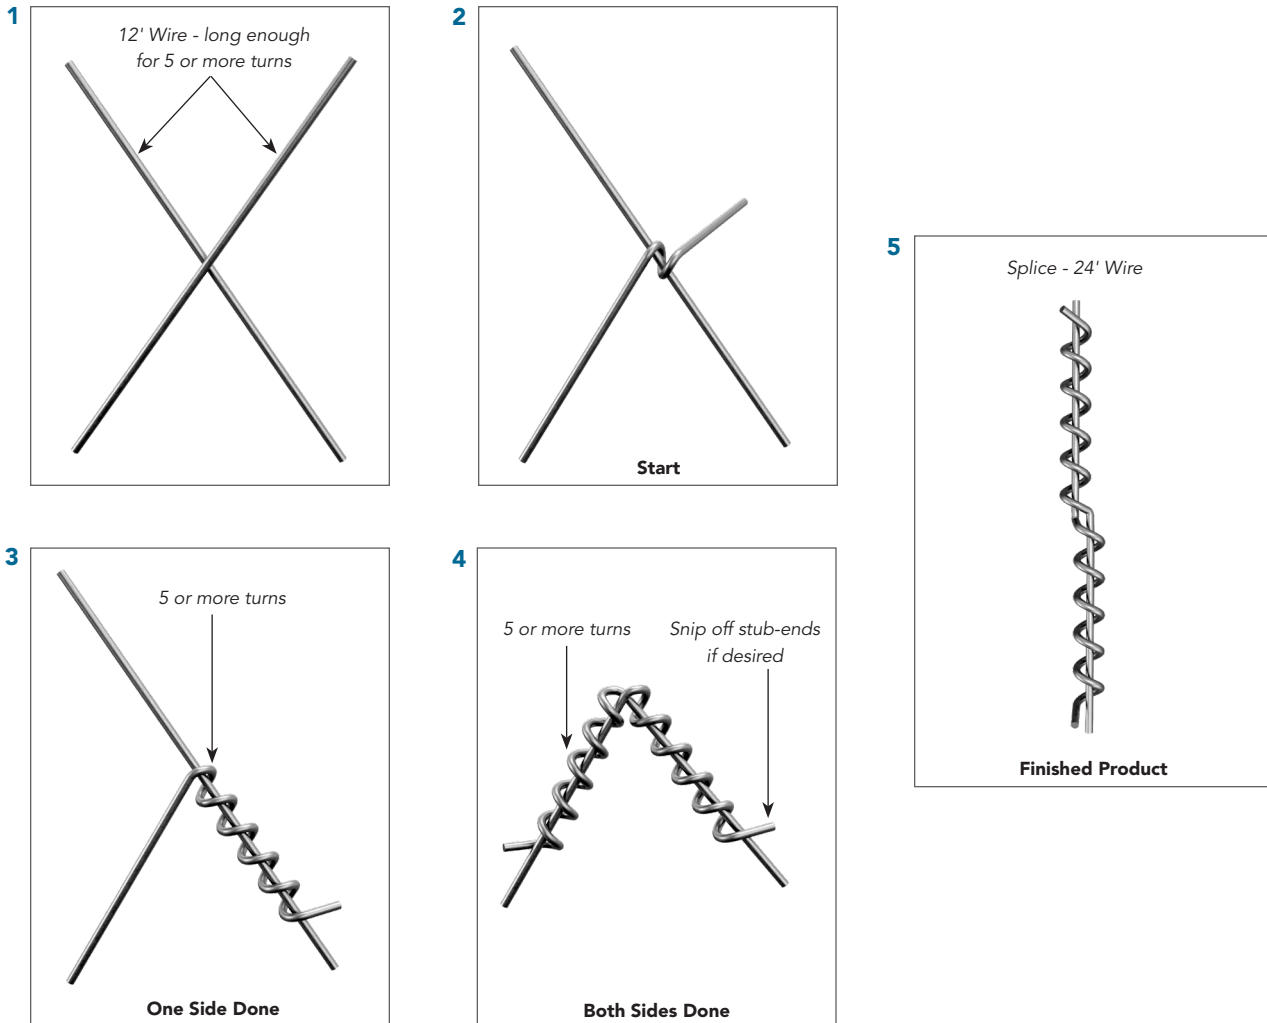 1
12' Wire - long enough
for 5 or more turns
2
Start
3
5 or more turns
One Side Done
4
5 or more turns
Snip off stub-ends
if desired
Both Sides Done
5
Splice - 24' Wire
Finished Product